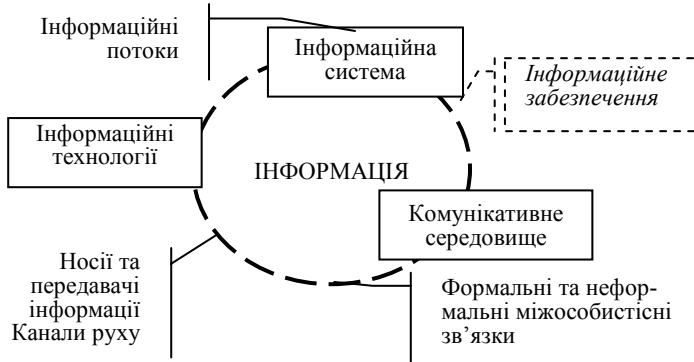 Інформаційні
потоки
Інформаційна
система
Інформаційне
забезпечення
Інформаційні
технології
ІНФОРМАЦІЯ
Комунікативне
середовище
Носії та
передавачі
інформації
Канали руху
Формальні та нефор-
мальні міжособистісні
зв’язки